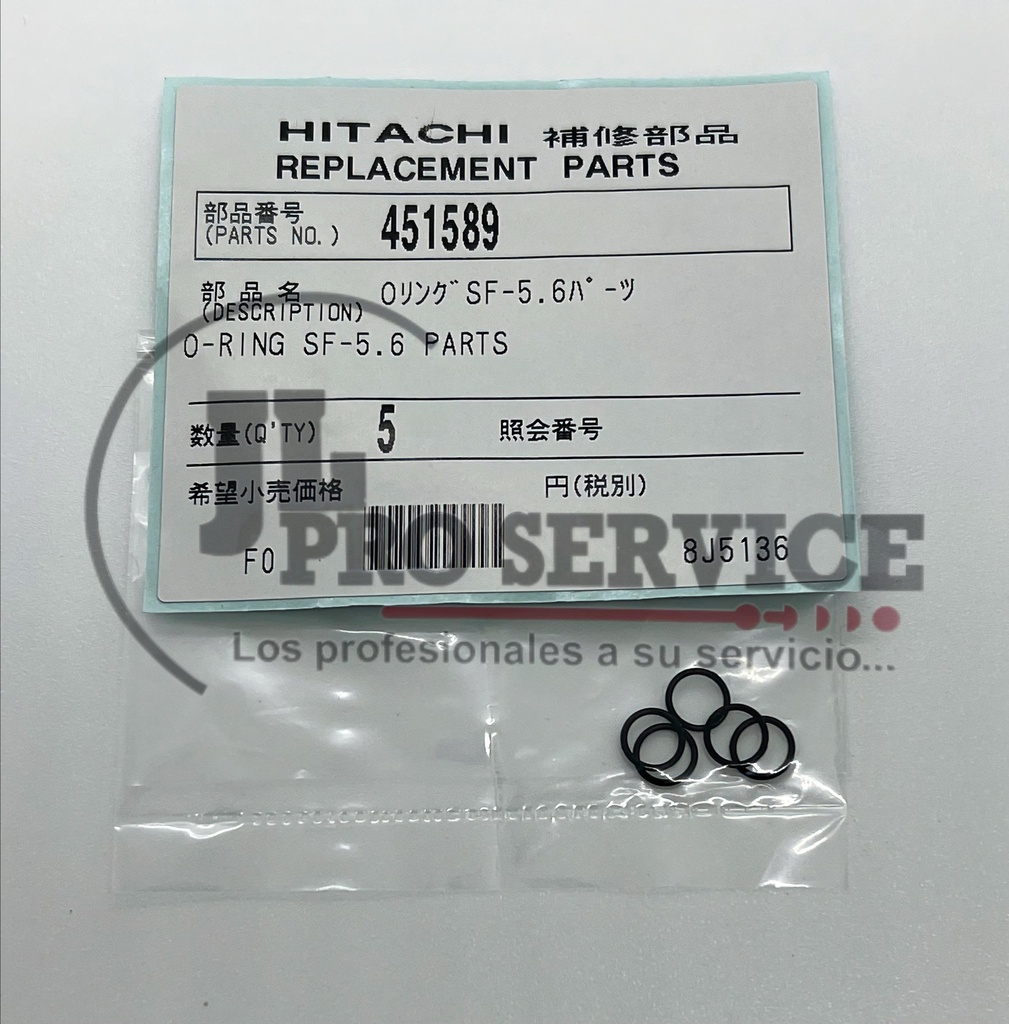 HITACHI 補修部品
REPLACEMENT PARTS
部品番号
(PARTS NO.) 451589
部品名 Oリングﾞ SF-5.6ﾊﾟｰﾂ
(DESCRIPTION)
O-RING SF-5.6 PARTS
数量(Q'TY) 5 照会番号
希望小売価格 円(税別)
JL PRO SERVICE
F0 8J5136
Los profesionales a su servicio...